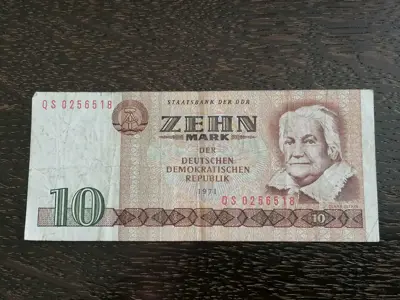 STAATSBANK DER DDR
QS 0256518
ZEHN
MARK
DER
DEUTSCHEN
DEMOKRATISCHEN
REPUBLIK
1971
QS 0256518
10
10